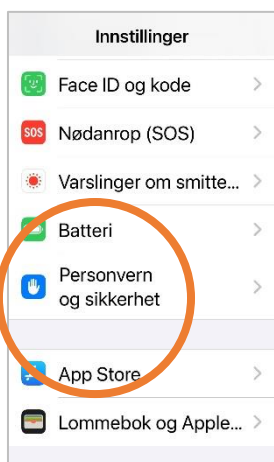 Innstillinger
Face ID og kode
SOS
Nødanrop (SOS)
Varslinger om smitte...
Batteri
Personvern
og sikkerhet
App Store
Lommebok og Apple...